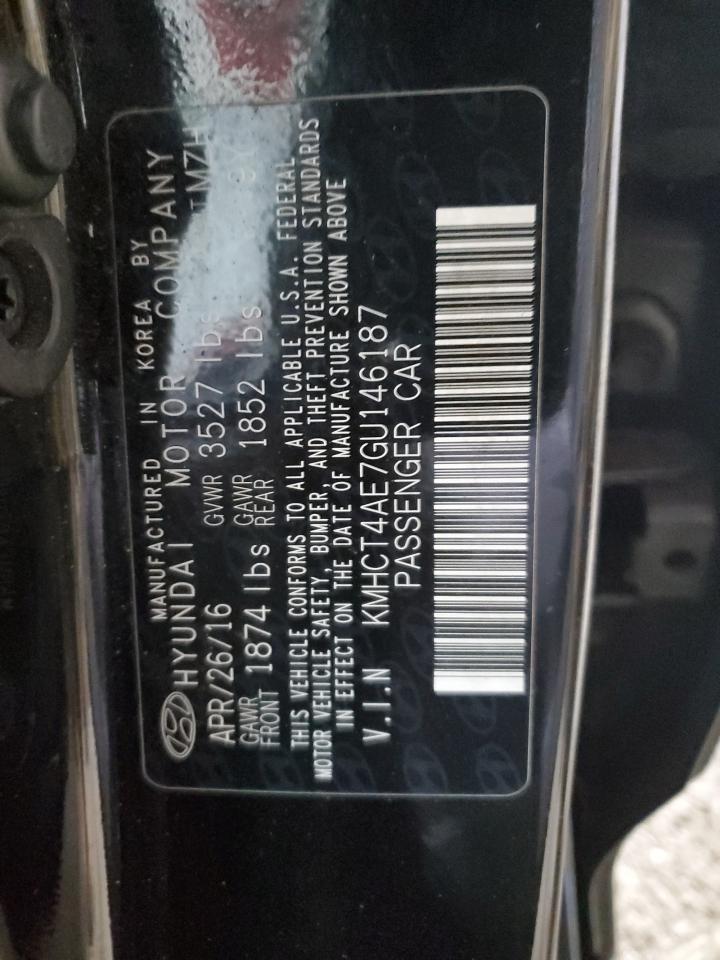 MANUFACTURED IN KOREA BY
HYUNDAI MOTOR COMPANY
APR/26/16 GVWR 3527 lbs
GAWR FRONT 1874 lbs GAWR REAR 1852 lbs
THIS VEHICLE CONFORMS TO ALL APPLICABLE U.S.A. FEDERAL
MOTOR VEHICLE SAFETY, BUMPER, AND THEFT PREVENTION STANDARDS
IN EFFECT ON THE DATE OF MANUFACTURE SHOWN ABOVE
V.I.N KMHCT4AE7GU146187
PASSENGER CAR